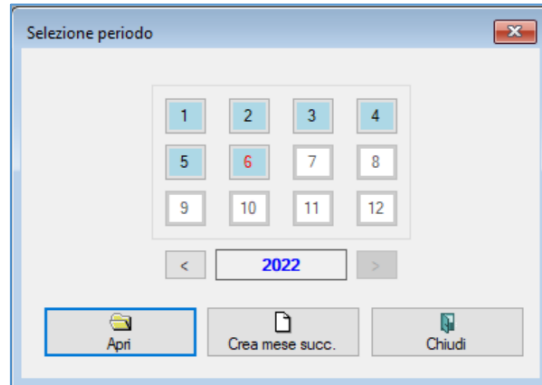 Selezione periodo
1 2 3 4
5 6 7 8
9 10 11 12
< 2022 >
Apri Crea mese succ. Chiudi